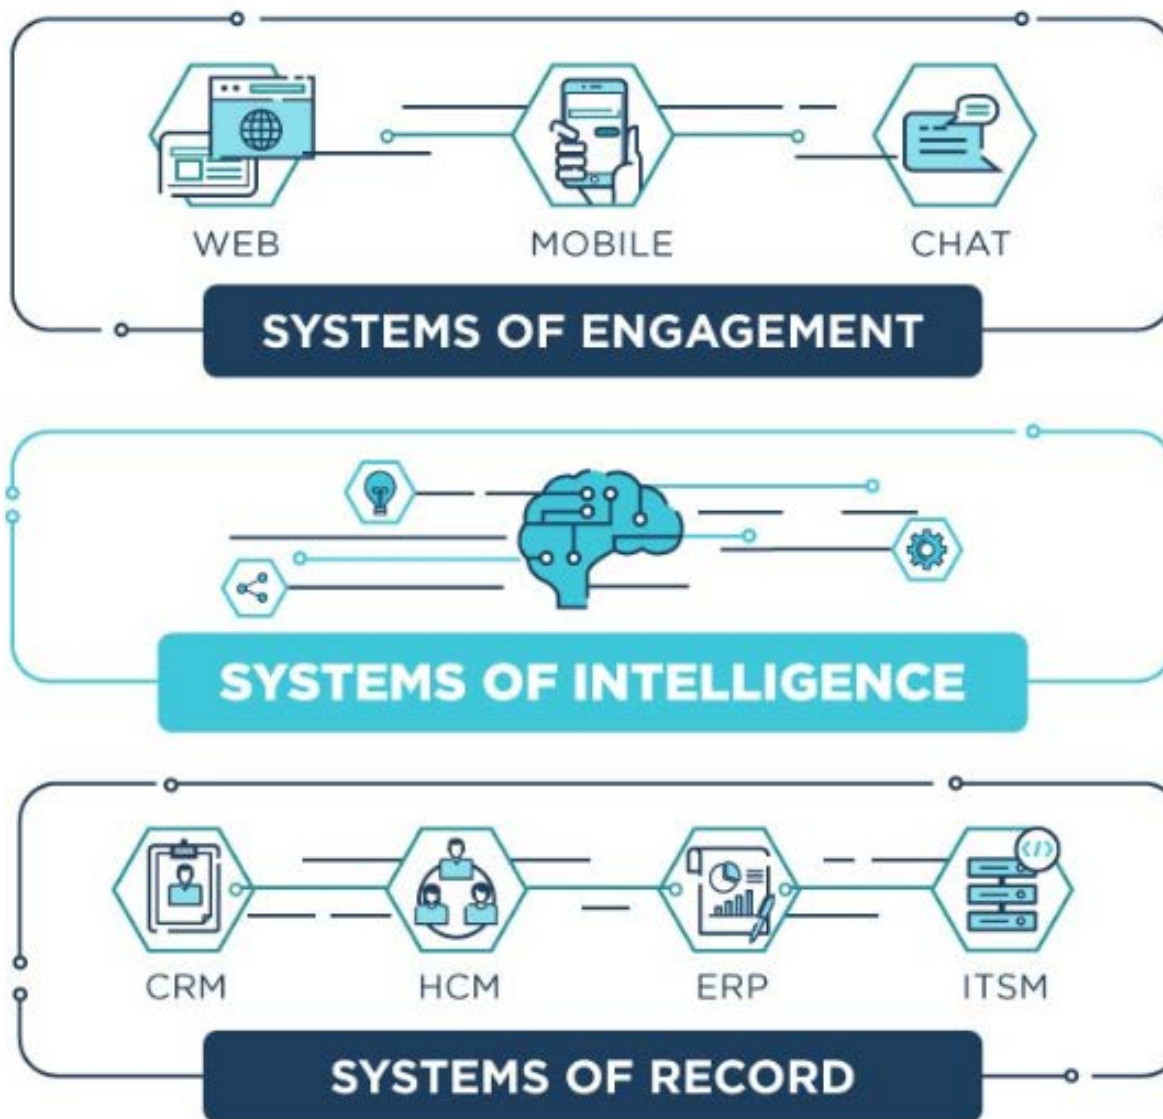 WEB MOBILE CHAT
SYSTEMS OF ENGAGEMENT
SYSTEMS OF INTELLIGENCE
CRM HCM ERP ITSM
SYSTEMS OF RECORD